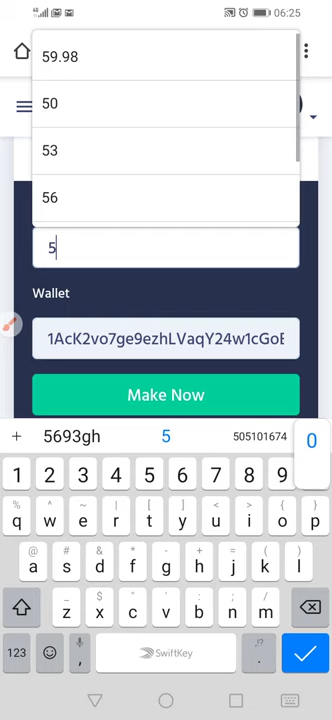 4G 06:25
59.98
50
53
56
5
Wallet
1AcK2vo7ge9ezhLVaqY24w1cGoE
Make Now
+ 5693gh 5 505101674 0
1 2 3 4 5 6 7 8 9
% ^ ~ | [ ] < > { }
q w e r t y u i o p
@ # & * - + = ( )
a s d f g h j k l
_ $ " ' : ; /
z x c v b n m
123 , SwiftKey ,!? .